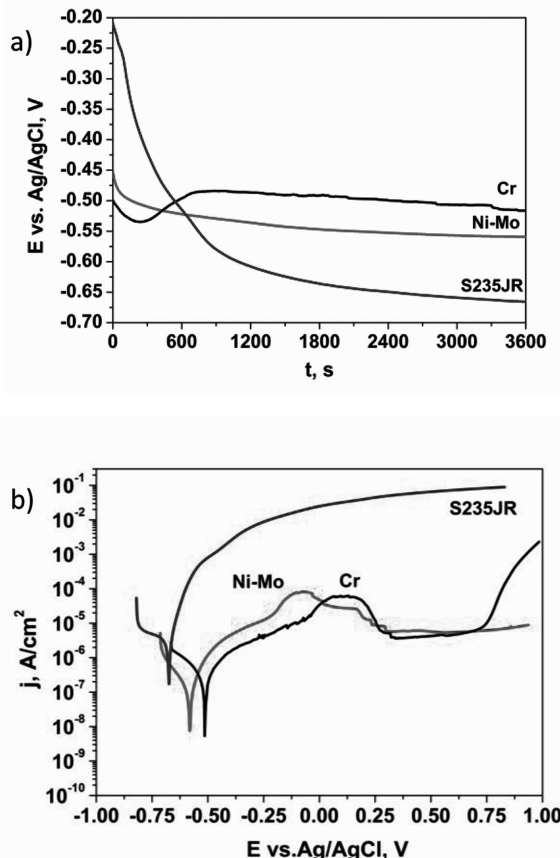 a)
-0.20
-0.25
-0.30
-0.35
-0.40
-0.45
-0.50
-0.55
-0.60
-0.65
-0.70
E vs. Ag/AgCl, V
Cr
Ni-Mo
S235JR
0 600 1200 1800 2400 3000 3600
t, s
b)
10-1
10-2
10-3
10-4
10-5
10-6
10-7
10-8
10-9
10-10
j, A/cm2
S235JR
Ni-Mo Cr
-1.00 -0.75 -0.50 -0.25 0.00 0.25 0.50 0.75 1.00
E vs.Ag/AgCl, V